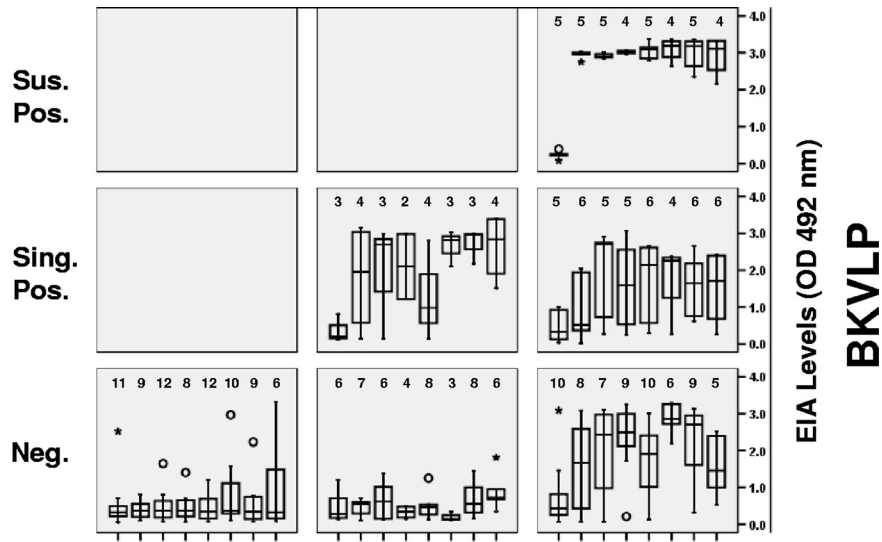 5 5 5 4 5 4 5 4
4.0
3.0
2.0
1.0
0.0
Sus.
Pos.
3 4 3 2 4 3 3 4
5 6 5 5 6 4 6 6
4.0
3.0
2.0
1.0
0.0
Sing.
Pos.
11 9 12 8 12 10 9 6
6 7 6 4 8 3 8 6
10 8 7 9 10 6 9 5
4.0
3.0
2.0
1.0
0.0
Neg.
EIA Levels (OD 492 nm)
BKVLP